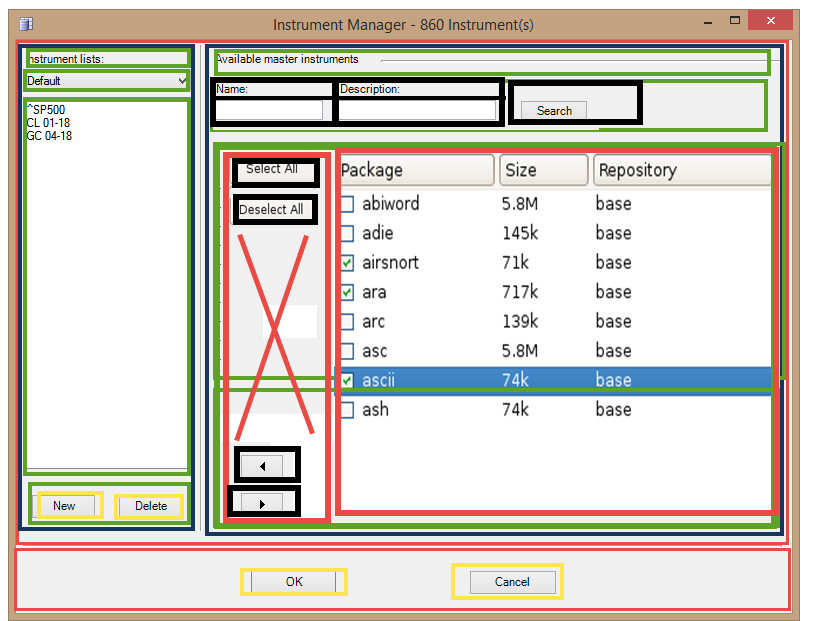 Instrument Manager - 860 Instrument(s)
Instrument lists:
Default
^SP500
CL 01-18
GC 04-18
New
Delete
Available master instruments
Name:
Description:
Search
Select All
Deselect All
Package Size Repository
abiword 5.8M base
adie 145k base
airsnort 71k base
ara 717k base
arc 139k base
asc 5.8M base
ascii 74k base
ash 74k base
OK
Cancel